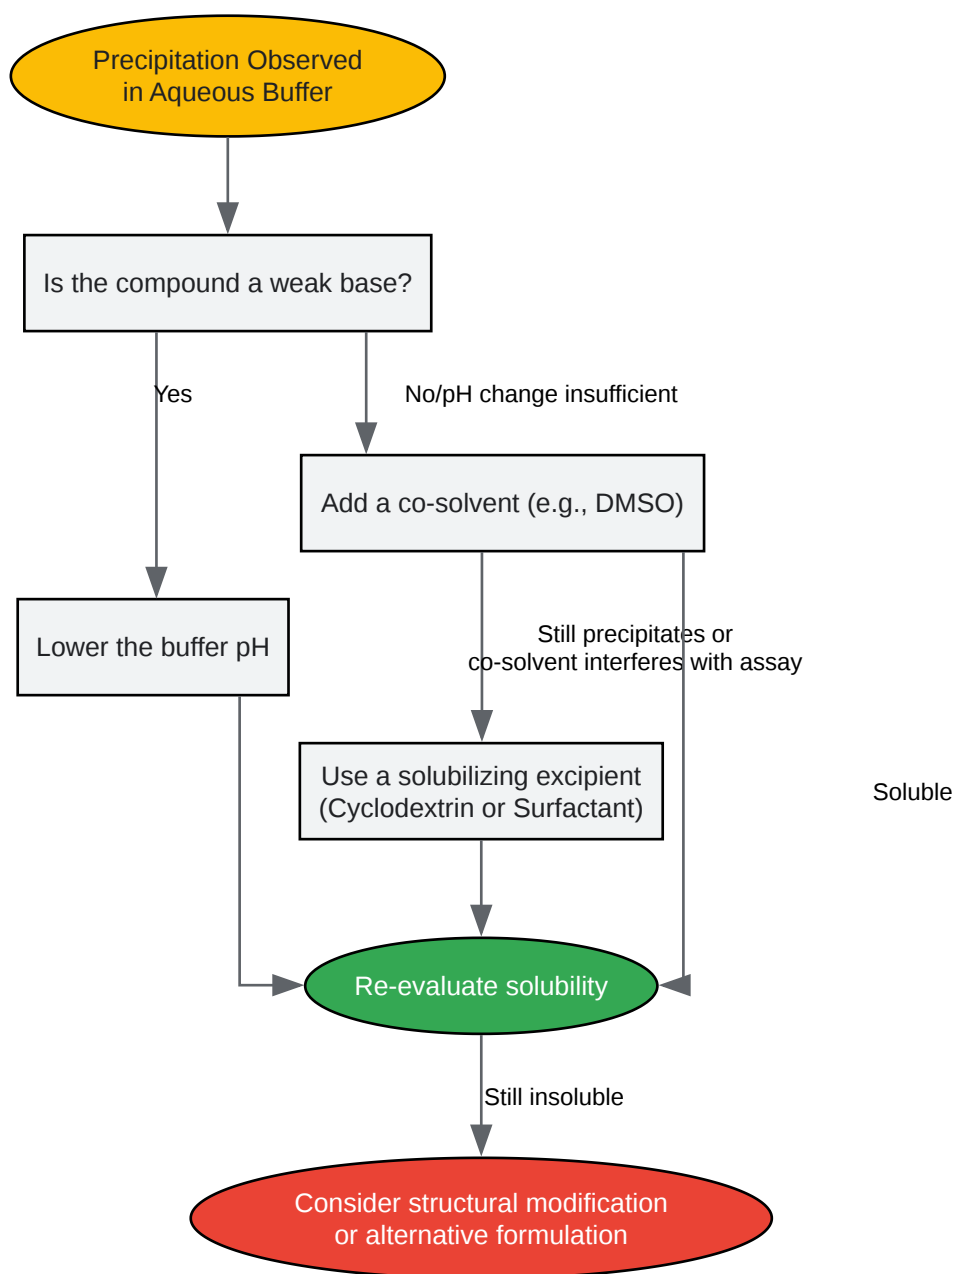 Precipitation Observed
in Aqueous Buffer
Is the compound a weak base?
Yes
No/pH change insufficient
Add a co-solvent (e.g., DMSO)
Still precipitates or
co-solvent interferes with assay
Lower the buffer pH
Use a solubilizing excipient
(Cyclodextrin or Surfactant)
Soluble
Re-evaluate solubility
Still insoluble
Consider structural modification
or alternative formulation